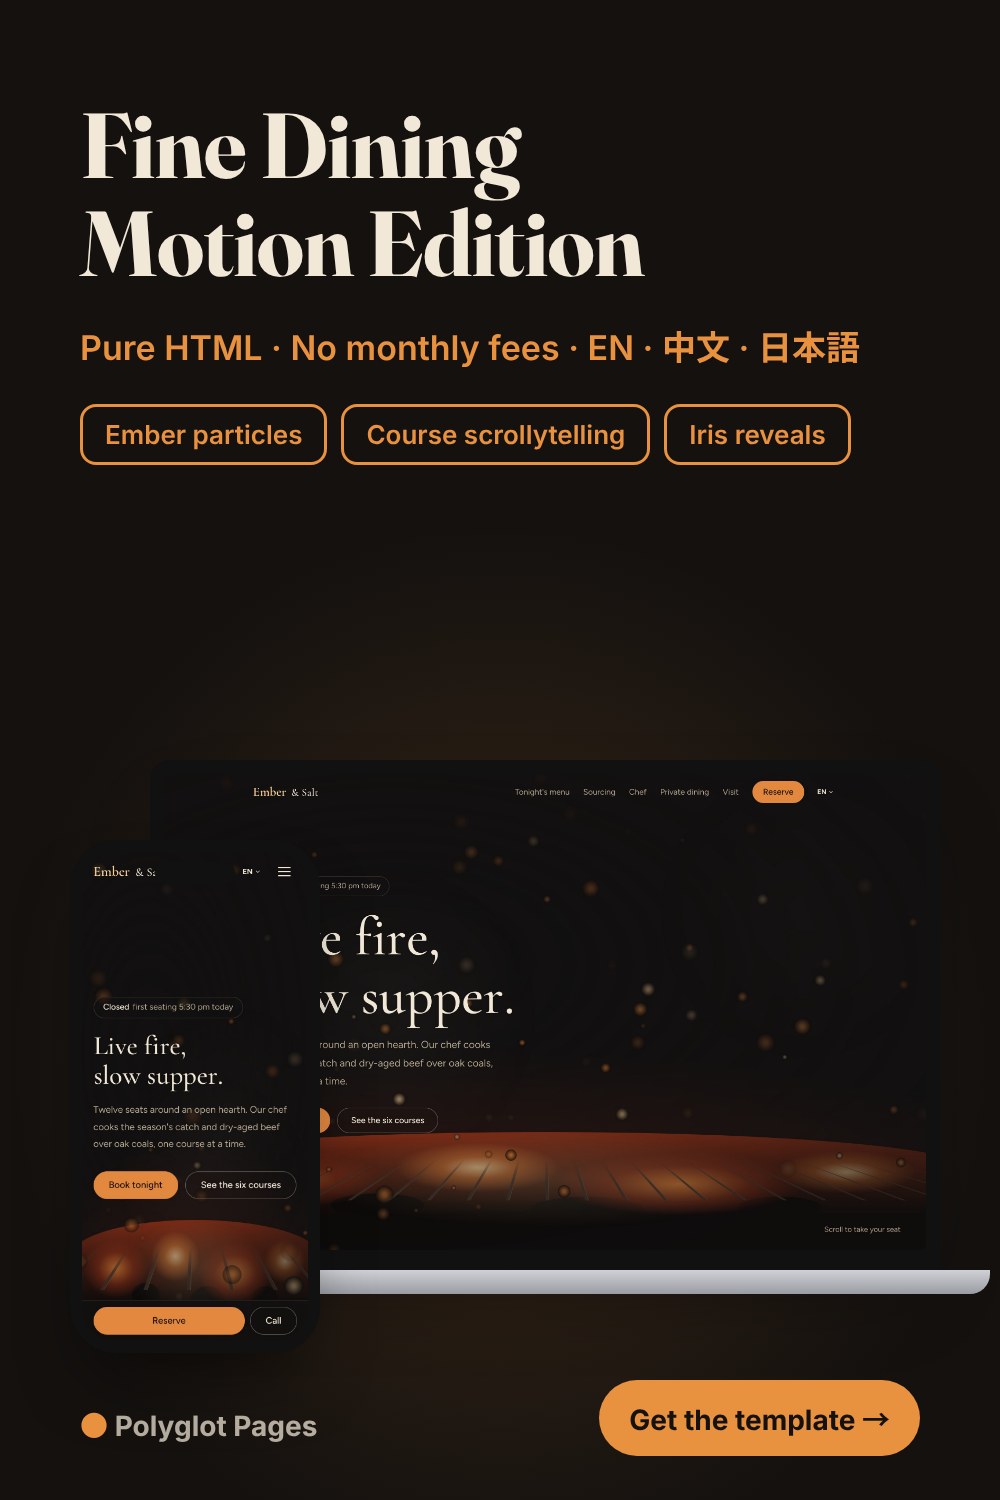 Fine Dining
Motion Edition
Pure HTML · No monthly fees · EN · 中文 · 日本語
Ember particles
Course scrollytelling
Iris reveals
Ember & Salt
Tonight's menu
Sourcing
Chef
Private dining
Visit
Reserve
EN
5:30 pm today
fire,
supper.
an open hearth. Our chef cooks
and dry-aged beef over oak coals,
time.
See the six courses
Scroll to take your seat
Ember & Sa
EN
Closed first seating 5:30 pm today
Live fire,
slow supper.
Twelve seats around an open hearth. Our chef
cooks the season's catch and dry-aged beef
over oak coals, one course at a time.
Book tonight
See the six courses
Reserve
Call
Polyglot Pages
Get the template →